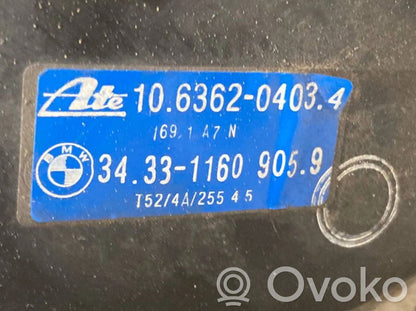 Ate 10.6362-0403.4
169.1 A7 N
BMW 34.33-1160 905.9
T52/4A/255 4 5
Ovoko